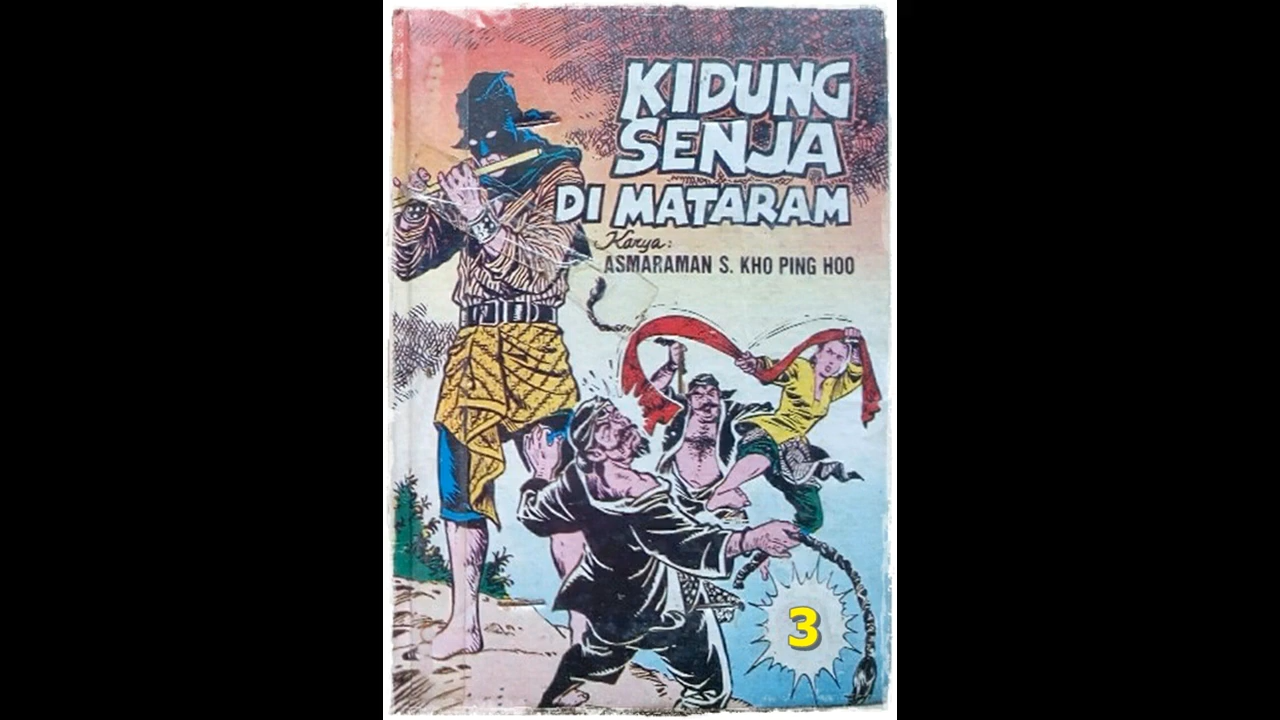 KIDUNG
SENJA
DI MATARAM
Karya:
ASMARAMAN S. KHO PING HOO
3